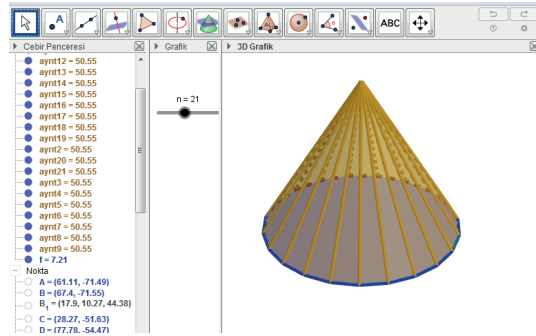 ABC
Cebir Penceresi
Grafik
3D Grafik
aynt12 = 50.55
aynt13 = 50.55
aynt14 = 50.55
aynt15 = 50.55
aynt16 = 50.55
aynt17 = 50.55
aynt18 = 50.55
aynt19 = 50.55
aynt2 = 50.55
aynt20 = 50.55
aynt21 = 50.55
aynt3 = 50.55
aynt4 = 50.55
aynt5 = 50.55
aynt6 = 50.55
aynt7 = 50.55
aynt8 = 50.55
aynt9 = 50.55
f = 7.21
Nokta
A = (61.11, -71.49)
B = (67.4, -71.55)
B₁ = (17.9, 10.27, 44.38)
C = (28.27, -51.63)
D = (77.78, -54.47)
n = 21